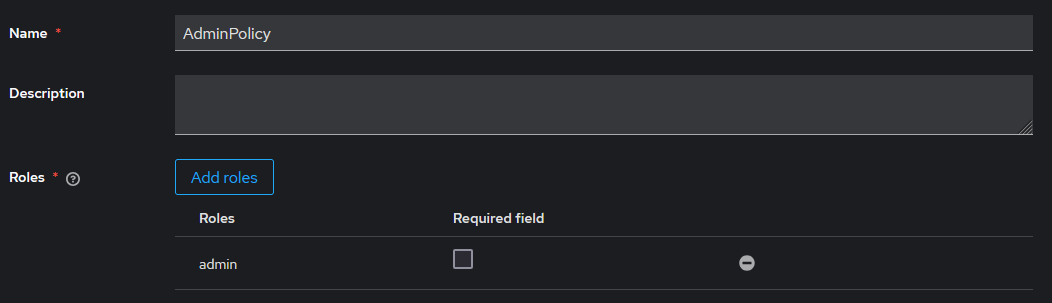 Name *
AdminPolicy
Description
Roles * ?
Add roles
Roles Required field
admin